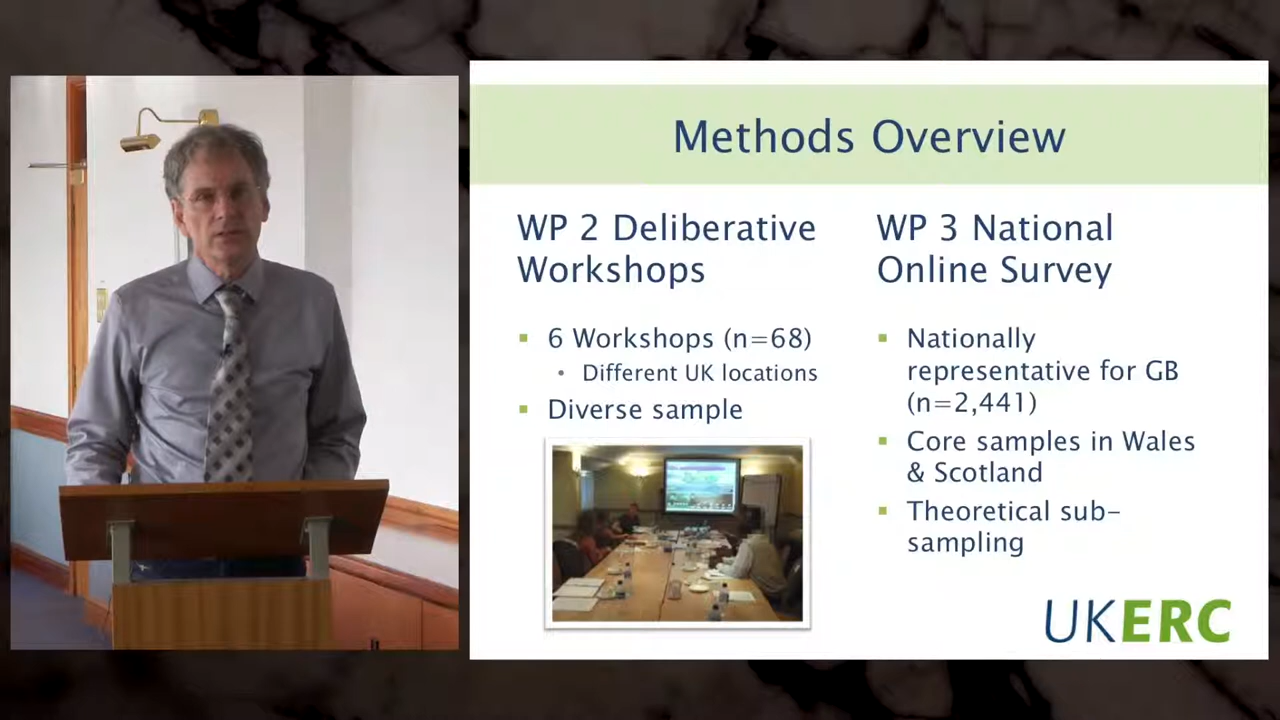 Methods Overview
WP 2 Deliberative
Workshops
6 Workshops (n=68)
Different UK locations
Diverse sample
WP 3 National
Online Survey
Nationally
representative for GB
(n=2,441)
Core samples in Wales
& Scotland
Theoretical sub-
sampling
UKERC